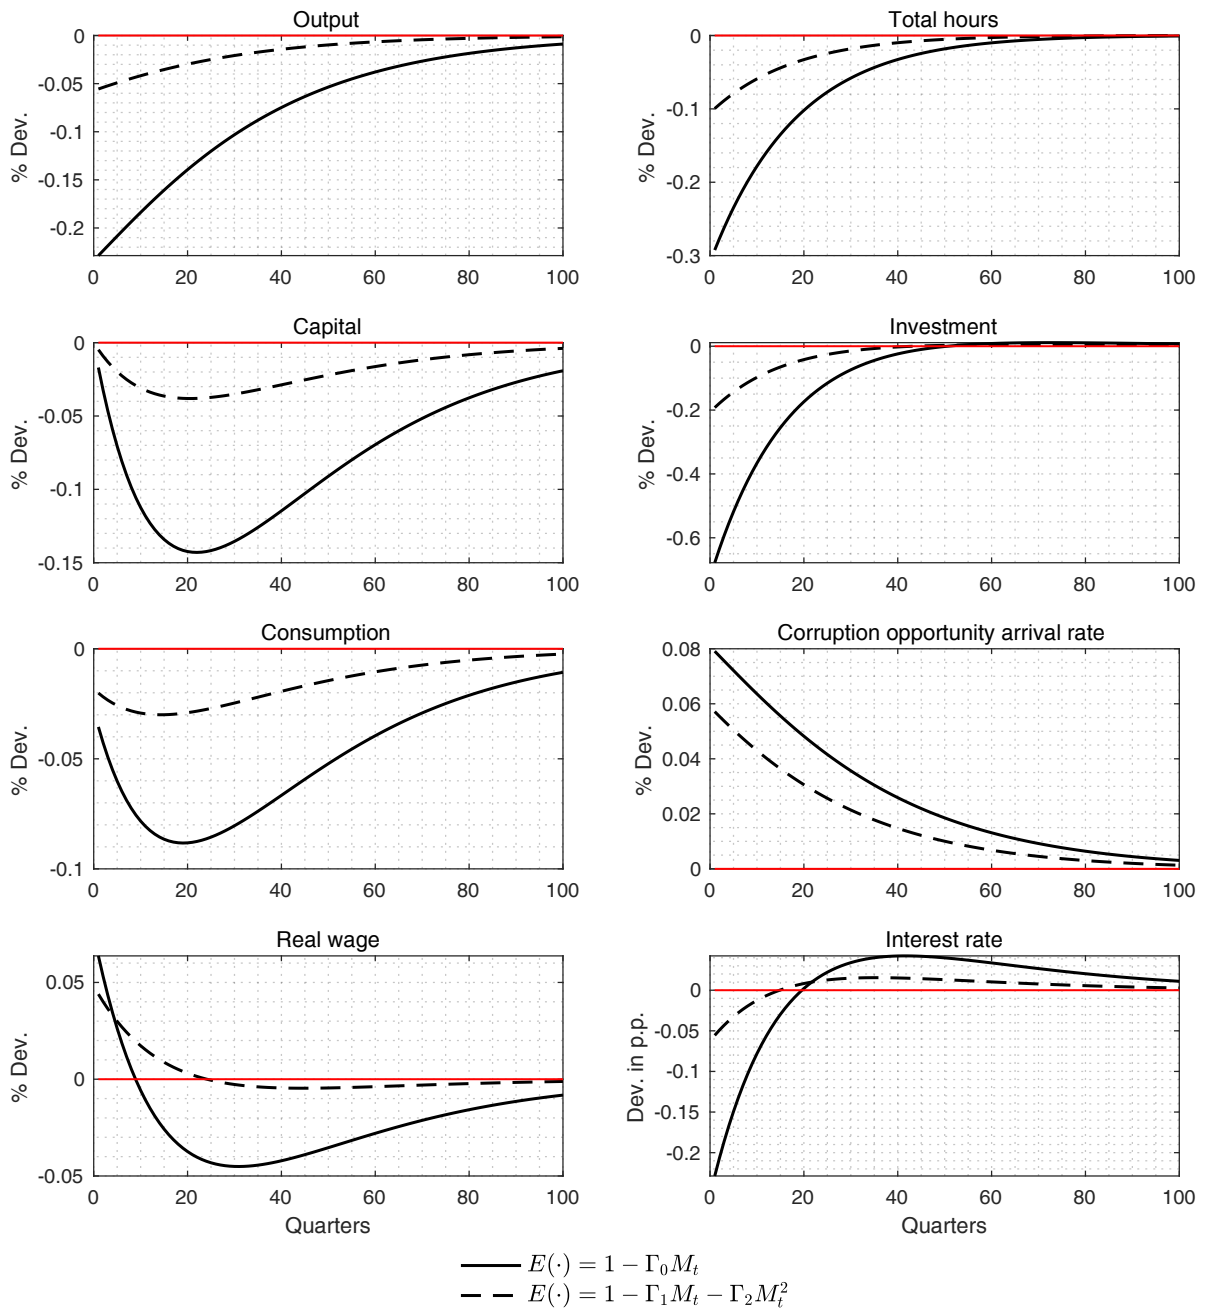 Output
0
-0.05
-0.1
-0.15
-0.2
% Dev.
0 20 40 60 80 100
Total hours
0
-0.1
-0.2
-0.3
% Dev.
0 20 40 60 80 100
Capital
0
-0.05
-0.1
-0.15
% Dev.
0 20 40 60 80 100
Investment
0
-0.2
-0.4
-0.6
% Dev.
0 20 40 60 80 100
Consumption
0
-0.05
-0.1
% Dev.
0 20 40 60 80 100
Corruption opportunity arrival rate
0.08
0.06
0.04
0.02
0
% Dev.
0 20 40 60 80 100
Real wage
0.05
0
-0.05
% Dev.
0 20 40 60 80 100
Quarters
Interest rate
0
-0.05
-0.1
-0.15
-0.2
Dev. in p.p.
0 20 40 60 80 100
Quarters
E(·) = 1 − Γ₀Mₜ
E(·) = 1 − Γ₁Mₜ − Γ₂Mₜ²